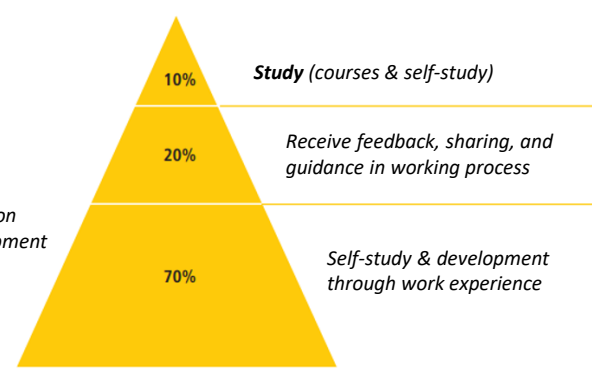 10%
Study (courses & self-study)
20%
Receive feedback, sharing, and
guidance in working process
on
70%
Self-study & development
through work experience